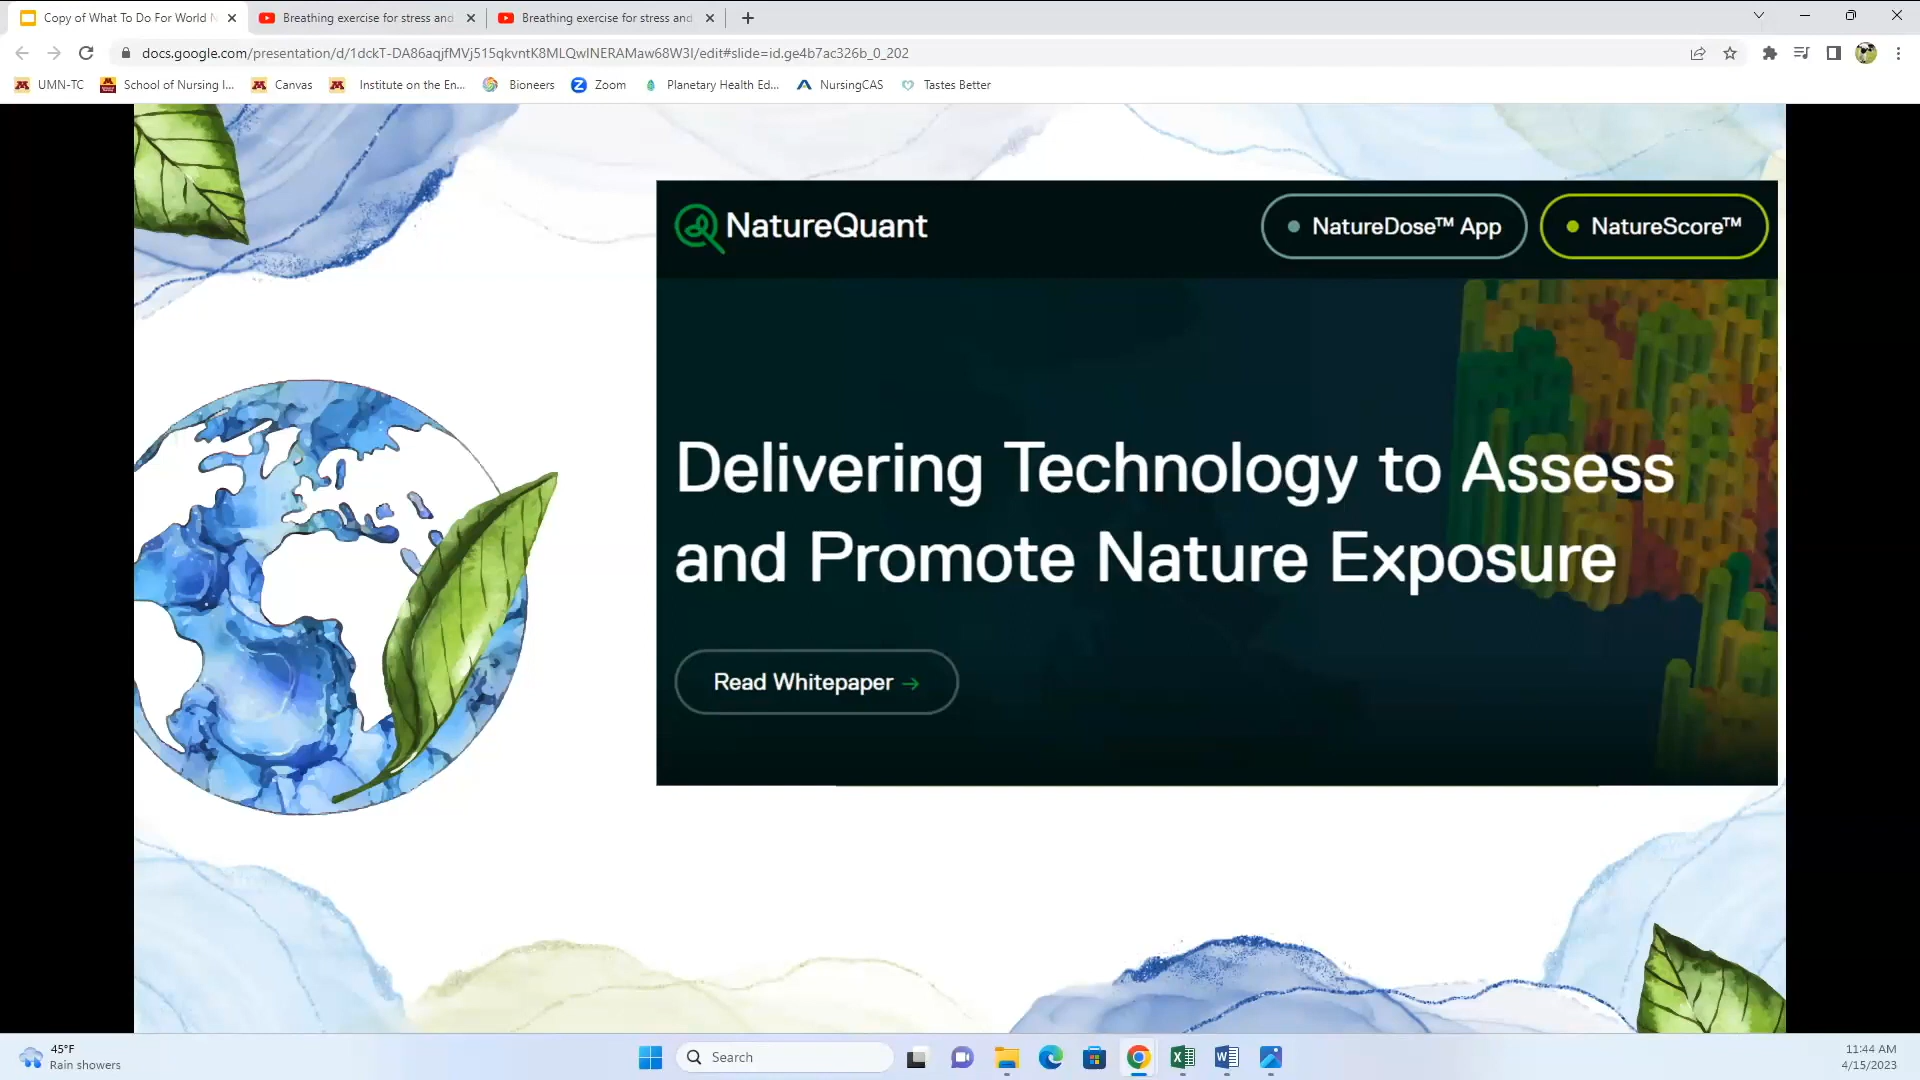 Copy of What To Do For World N
Breathing exercise for stress and
Breathing exercise for stress and
docs.google.com/presentation/d/1dckT-DA86aqjfMVj515qkvntK8MLQwlNERAMaw68W3I/edit#slide=id.ge4b7ac326b_0_202
UMN-TC School of Nursing I... Canvas Institute on the En... Bioneers Zoom Planetary Health Ed... NursingCAS Tastes Better
NatureQuant NatureDose™ App NatureScore™
Delivering Technology to Assess
and Promote Nature Exposure
Read Whitepaper →
45°F
Rain showers
Search
11:44 AM
4/15/2023